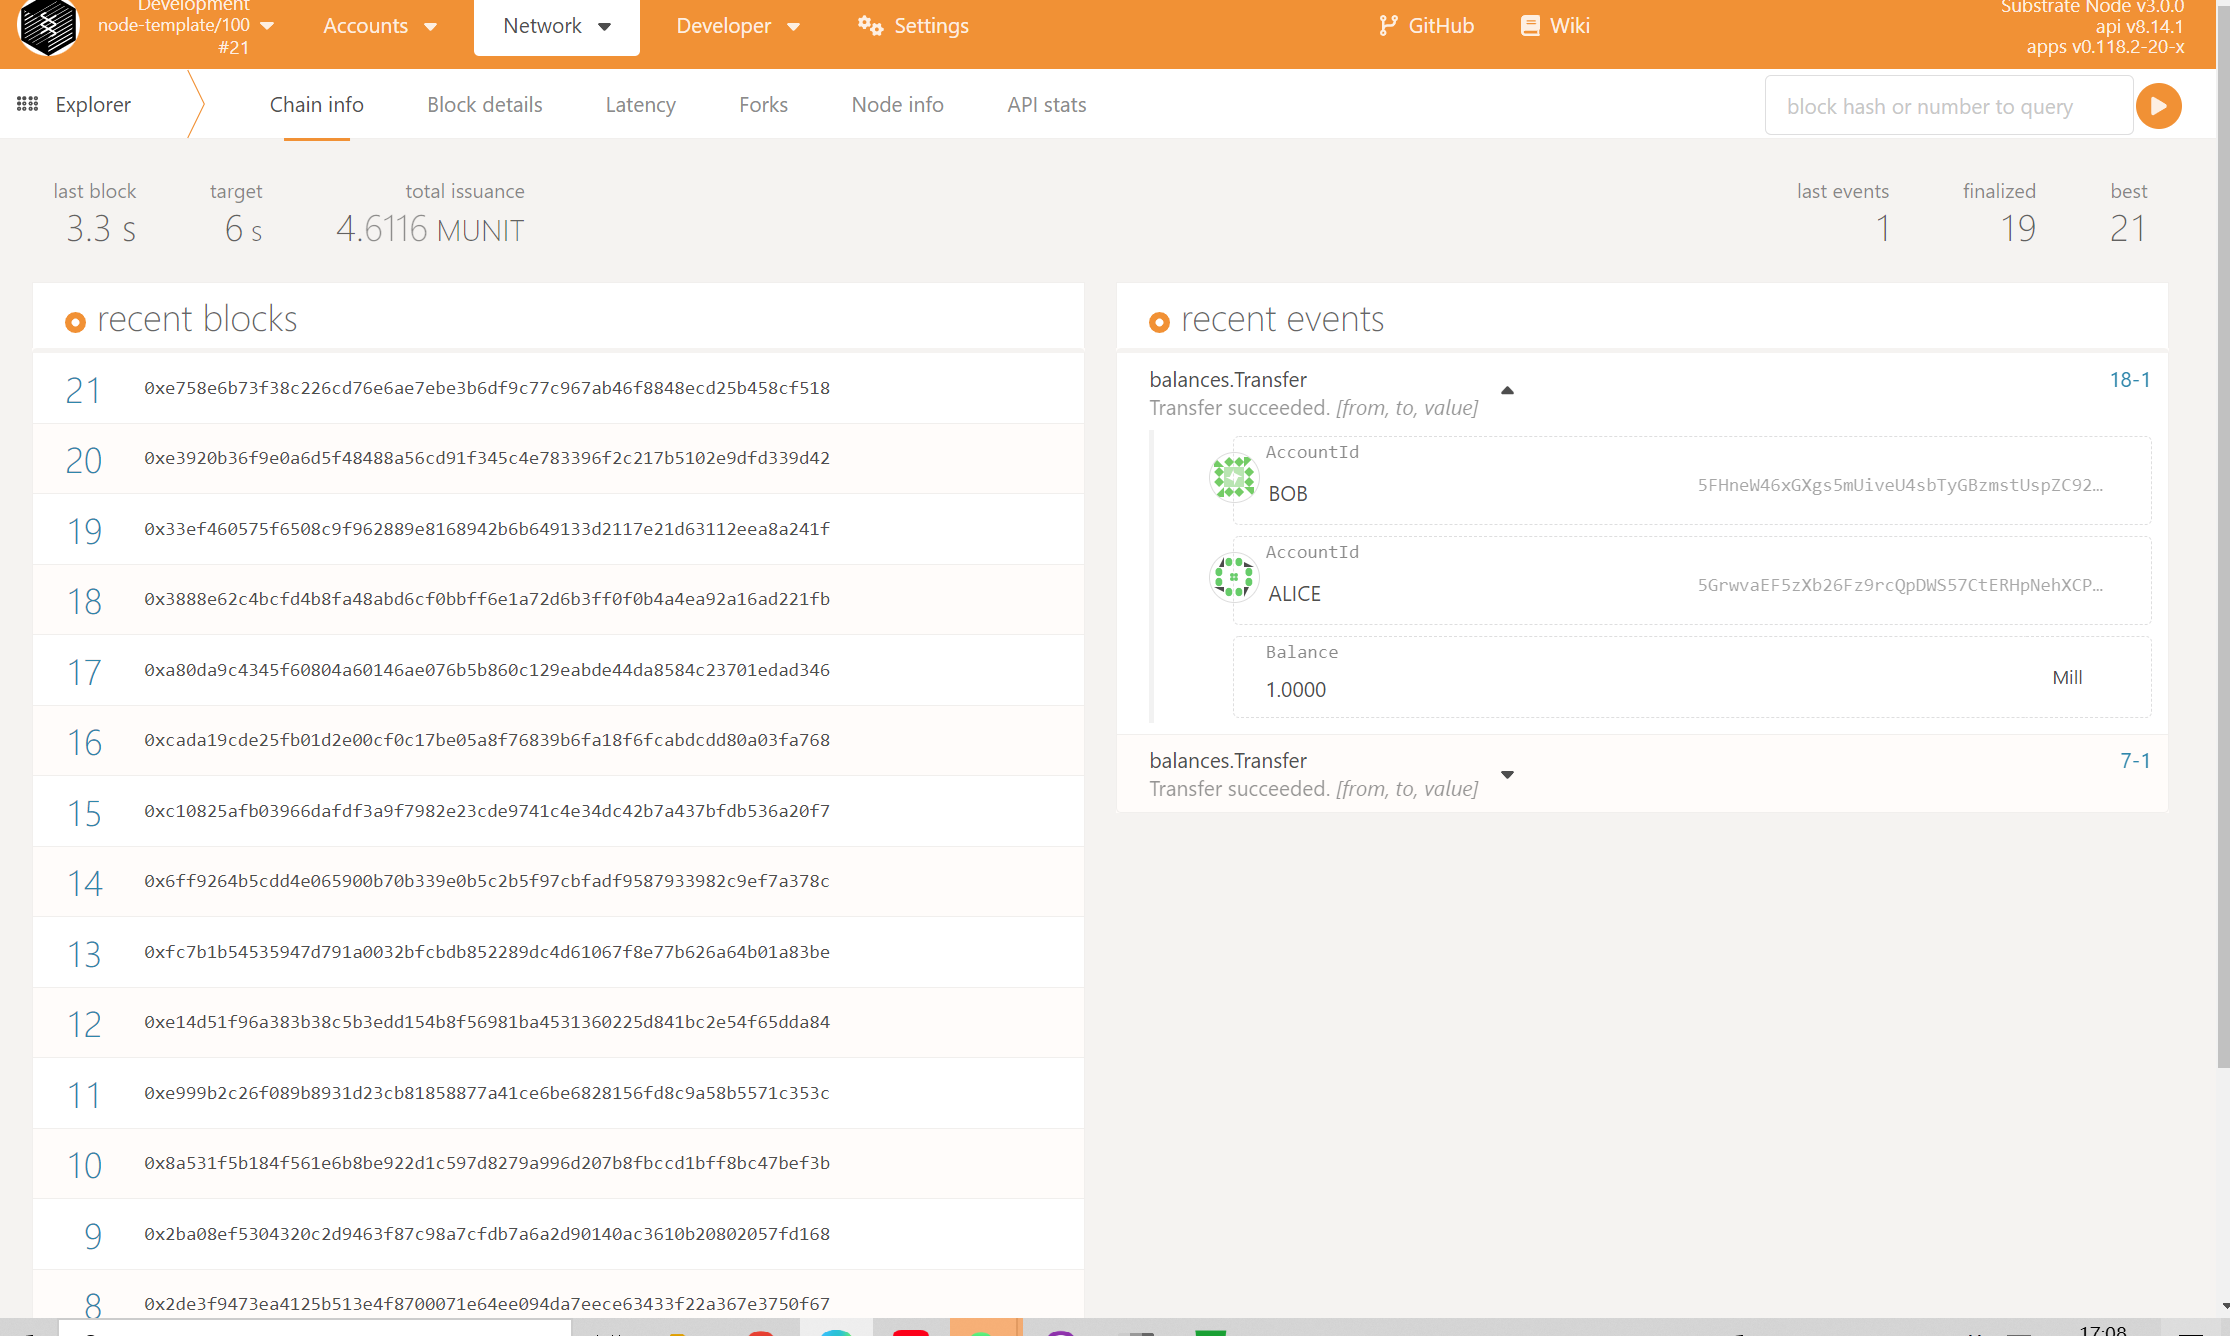 Development
node-template/100
#21
Accounts
Network
Developer
Settings
GitHub
Wiki
Substrate Node v3.0.0
api v8.14.1
apps v0.118.2-20-x
Explorer
Chain info
Block details
Latency
Forks
Node info
API stats
block hash or number to query
last block
3.3 s
target
6 s
total issuance
4.6116 MUNIT
last events
1
finalized
19
best
21
recent blocks
21 0xe758e6b73f38c226cd76e6ae7ebe3b6df9c77c967ab46f8848ecd25b458cf518
20 0xe3920b36f9e0a6d5f48488a56cd91f345c4e783396f2c217b5102e9dfd339d42
19 0x33ef460575f6508c9f962889e8168942b6b649133d2117e21d63112eea8a241f
18 0x3888e62c4bcfd4b8fa48abd6cf0bbff6e1a72d6b3ff0f0b4a4ea92a16ad221fb
17 0xa80da9c4345f60804a60146ae076b5b860c129eabde44da8584c23701edad346
16 0xcada19cde25fb01d2e00cf0c17be05a8f76839b6fa18f6fcabdcdd80a03fa768
15 0xc10825afb03966dafdf3a9f7982e23cde9741c4e34dc42b7a437bfdb536a20f7
14 0x6ff9264b5cdd4e065900b70b339e0b5c2b5f97cbfadf9587933982c9ef7a378c
13 0xfc7b1b54535947d791a0032bfcbdb852289dc4d61067f8e77b626a64b01a83be
12 0xe14d51f96a383b38c5b3edd154b8f56981ba4531360225d841bc2e54f65dda84
11 0xe999b2c26f089b8931d23cb81858877a41ce6be6828156fd8c9a58b5571c353c
10 0x8a531f5b184f561e6b8be922d1c597d8279a996d207b8fbccd1bff8bc47bef3b
9 0x2ba08ef5304320c2d9463f87c98a7cfdb7a6a2d90140ac3610b20802057fd168
8 0x2de3f9473ea4125b513e4f8700071e64ee094da7eece63433f22a367e3750f67
recent events
balances.Transfer 18-1
Transfer succeeded. [from, to, value]
AccountId
BOB 5FHneW46xGXgs5mUiveU4sbTyGBzmstUspZC92…
AccountId
ALICE 5GrwvaEF5zXb26Fz9rcQpDWS57CtERHpNehXCP…
Balance
1.0000 Mill
balances.Transfer 7-1
Transfer succeeded. [from, to, value]
17:08